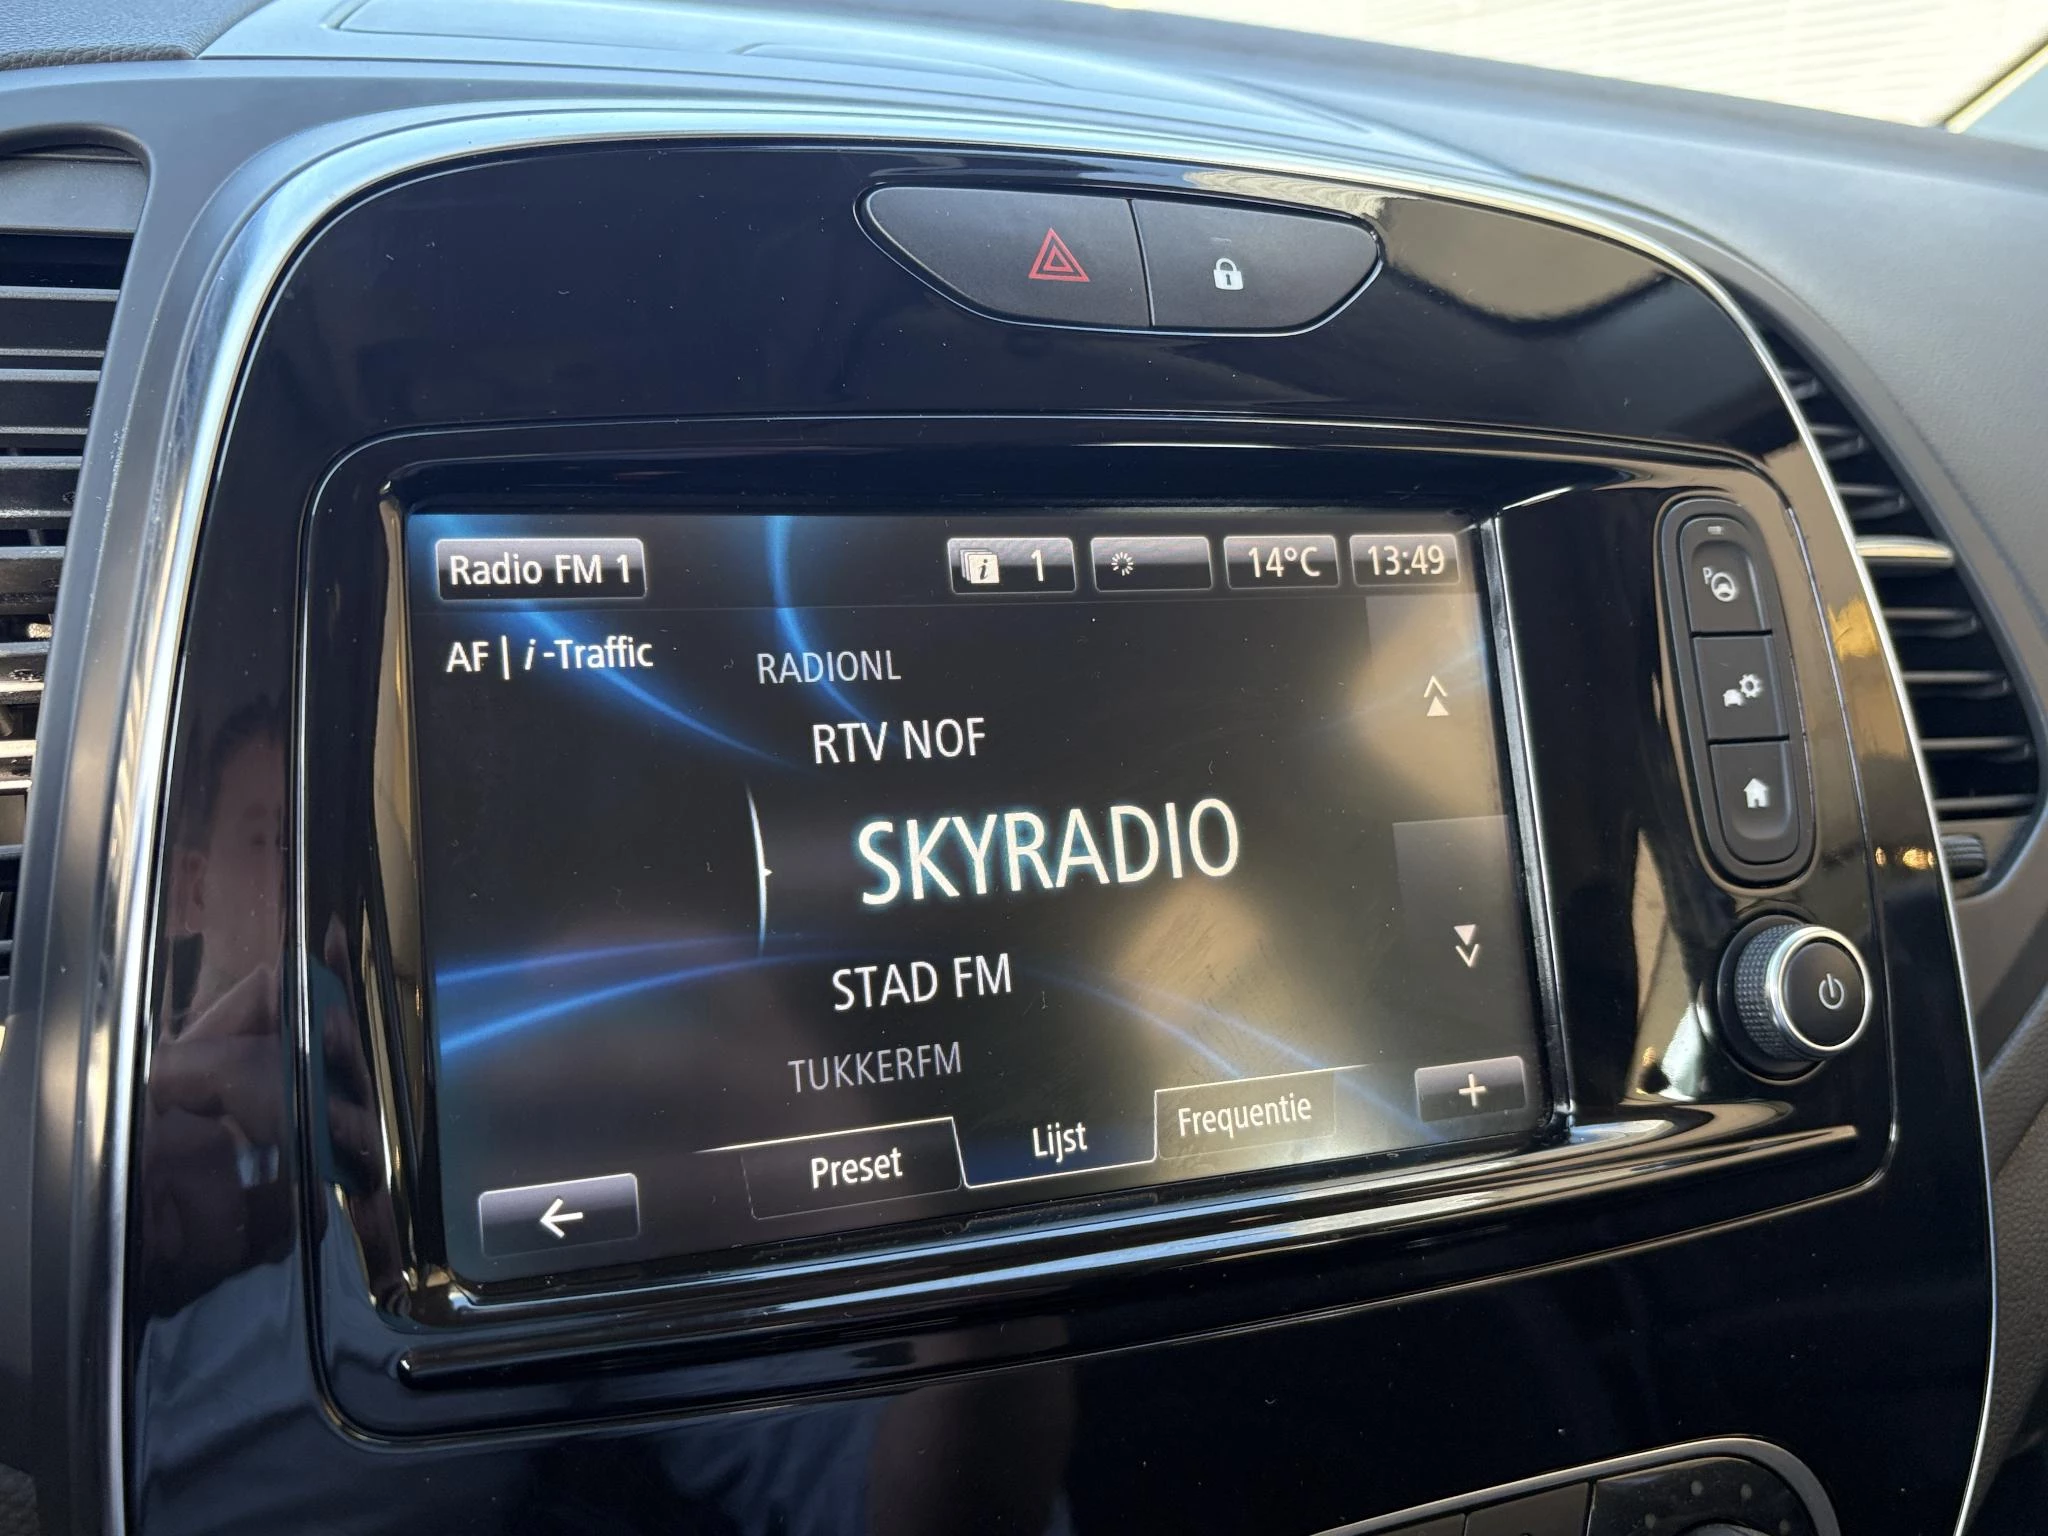 Radio FM 1
1
14°C
13:49
AF | i-Traffic
RADIONL
RTV NOF
SKYRADIO
STAD FM
TUKKERFM
Preset
Lijst
Frequentie
+
P